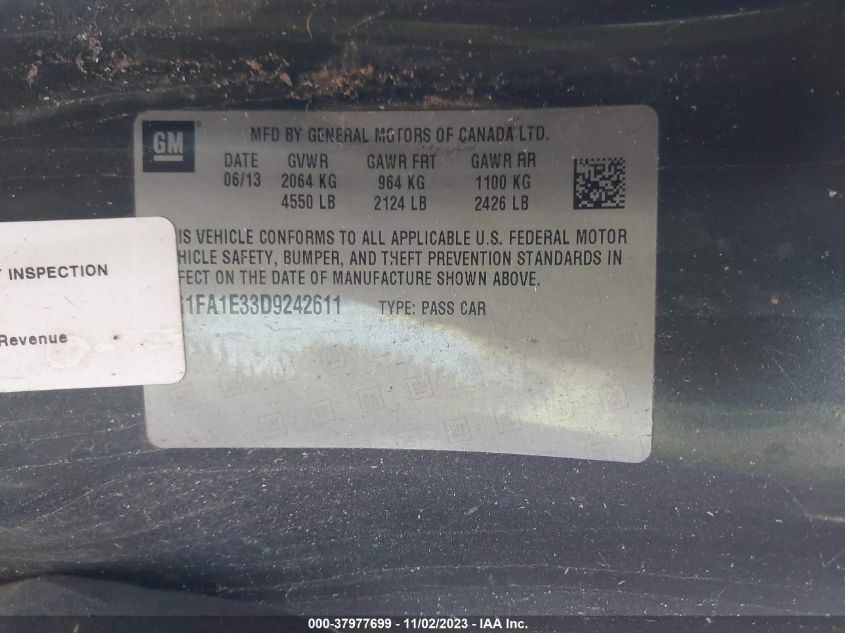 GM
MFD BY GENERAL MOTORS OF CANADA LTD.
DATE GVWR GAWR FRT GAWR RR
06/13 2064 KG 964 KG 1100 KG
4550 LB 2124 LB 2426 LB
IS VEHICLE CONFORMS TO ALL APPLICABLE U.S. FEDERAL MOTOR
HICLE SAFETY, BUMPER, AND THEFT PREVENTION STANDARDS IN
FECT ON THE DATE OF MANUFACTURE SHOWN ABOVE.
1FA1E33D9242611 TYPE: PASS CAR
INSPECTION
Revenue
000-37977699 - 11/02/2023 - IAA Inc.